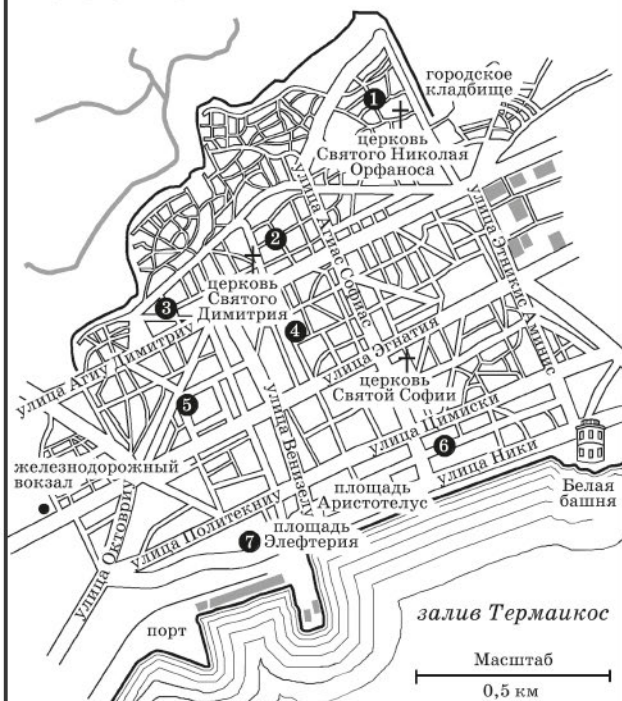 городское
кладбище
1
церковь
Святого Николая
Орфаноса
улица Этникис Аминис
улица Агиас Софиас
2
церковь
Святого
Димитрия
3
4
улица Агиу Димитриу
улица Эгнатия
церковь
Святой Софии
5
улица Венизелу
улица Цимиски
6
улица Ники
железнодорожный
вокзал
площадь
Аристотелус
Белая
башня
улица Октовриу
улица Политекниу
7
площадь
Элефтерия
залив Термаикос
порт
Масштаб
0,5 км